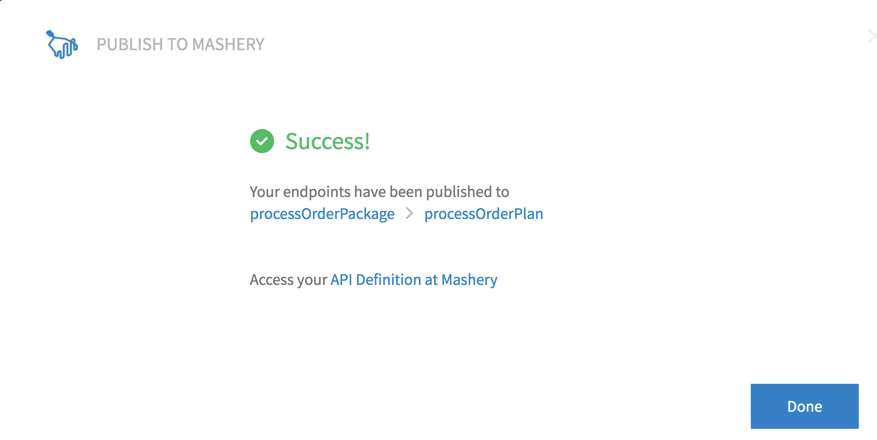 PUBLISH TO MASHERY
Success!
Your endpoints have been published to
processOrderPackage > processOrderPlan
Access your API Definition at Mashery
Done